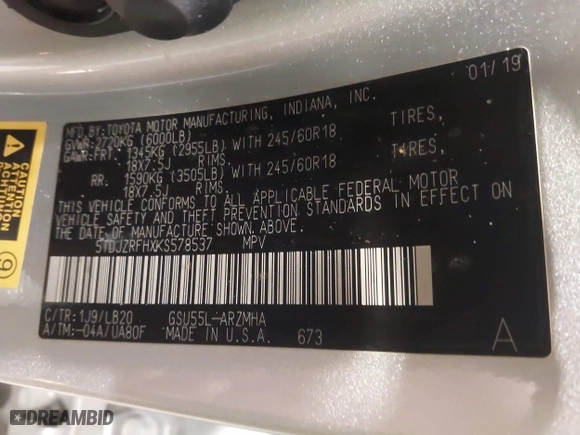 01/19
MFD.BY:TOYOTA MOTOR MANUFACTURING, INDIANA, INC.
GVWR:2720KG (6000LB)
GAWR:FRT. 1345KG (2955LB) WITH 245/60R18 TIRES,
18X7.5J RIMS,
RR. 1590KG (3505LB) WITH 245/60R18 TIRES,
18X7.5J RIMS
THIS VEHICLE CONFORMS TO ALL APPLICABLE FEDERAL MOTOR
VEHICLE SAFETY AND THEFT PREVENTION STANDARDS IN EFFECT ON
THE DATE OF MANUFACTURE SHOWN ABOVE.
5TDJZRFHXKS578537 MPV
C/TR:1J9/LB20 GSU55L-ARZMHA
A/TM:-04A/UA80F MADE IN U.S.A. 673
A
CAUTION
ATTENTION
9
DREAMBID